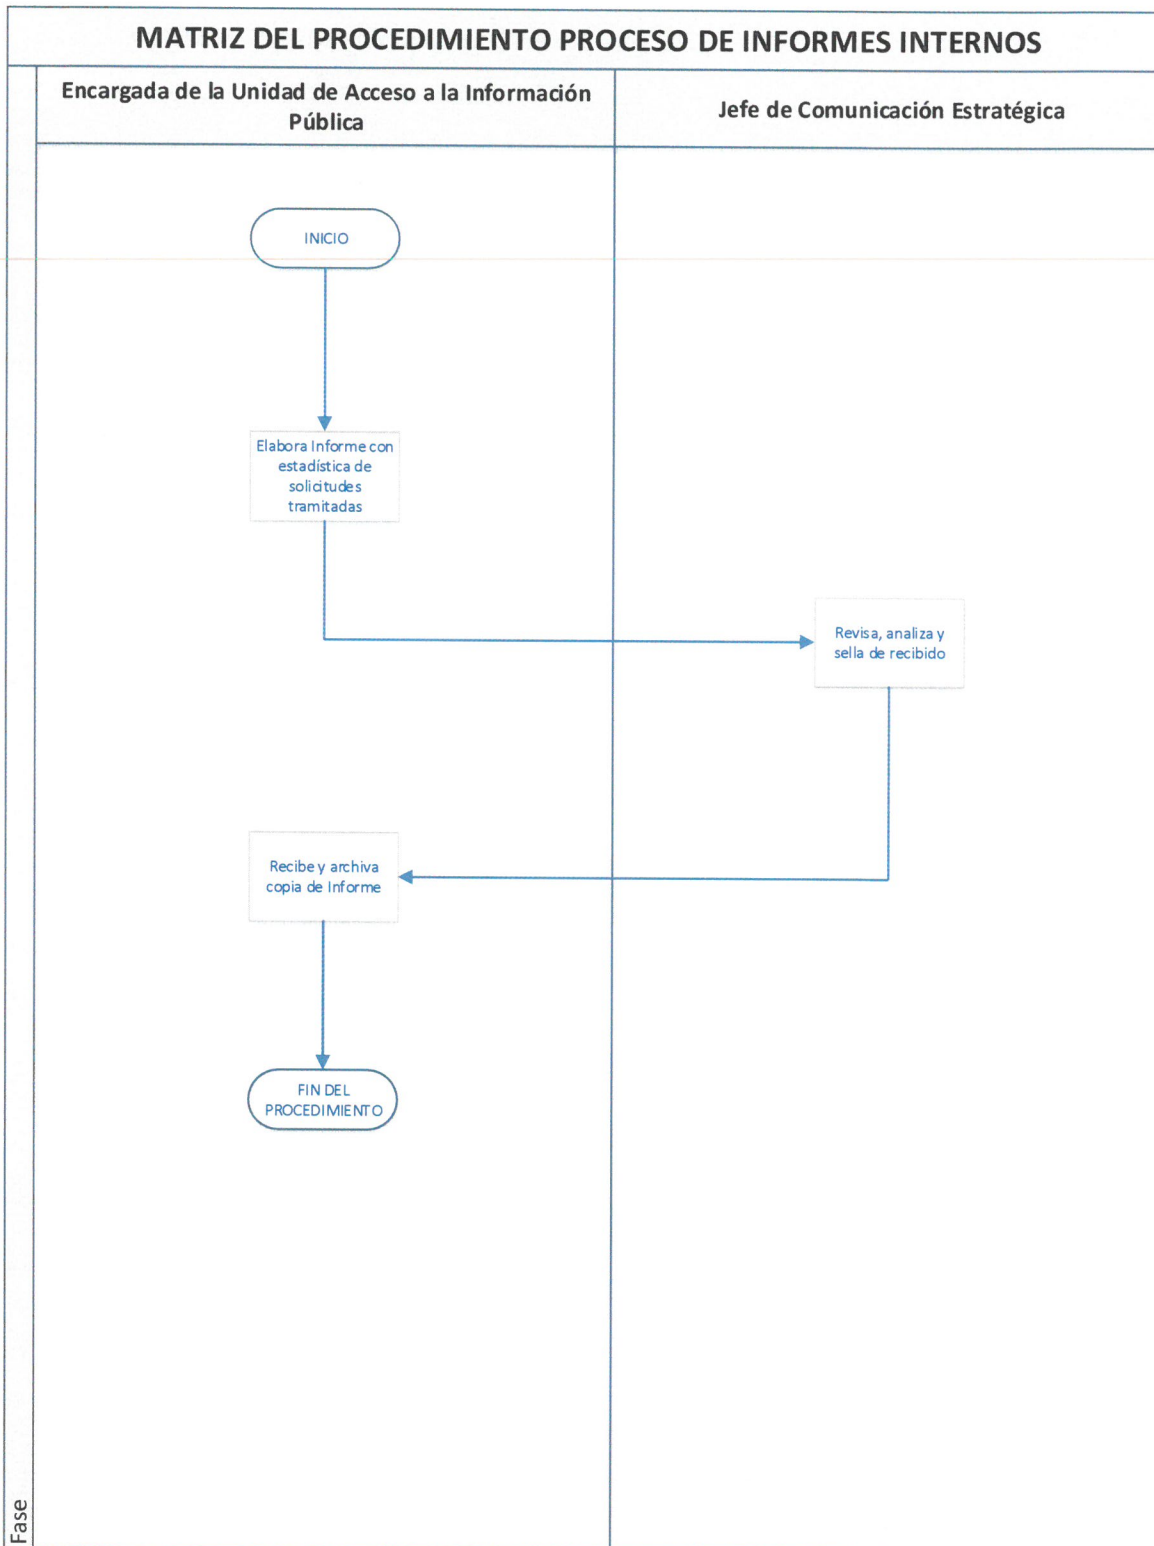 MATRIZ DEL PROCEDIMIENTO PROCESO DE INFORMES INTERNOS
Encargada de la Unidad de Acceso a la Información
Pública
Jefe de Comunicación Estratégica
INICIO
Elabora Informe con
estadística de
solicitudes
tramitadas
Revisa, analiza y
sella de recibido
Recibe y archiva
copia de Informe
FIN DEL
PROCEDIMIENTO
Fase